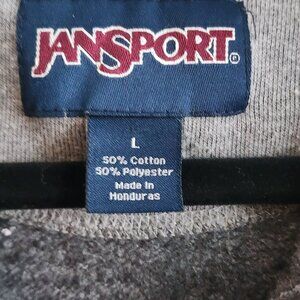 JANSPORT®
L
50% Cotton
50% Polyester
Made in
Honduras